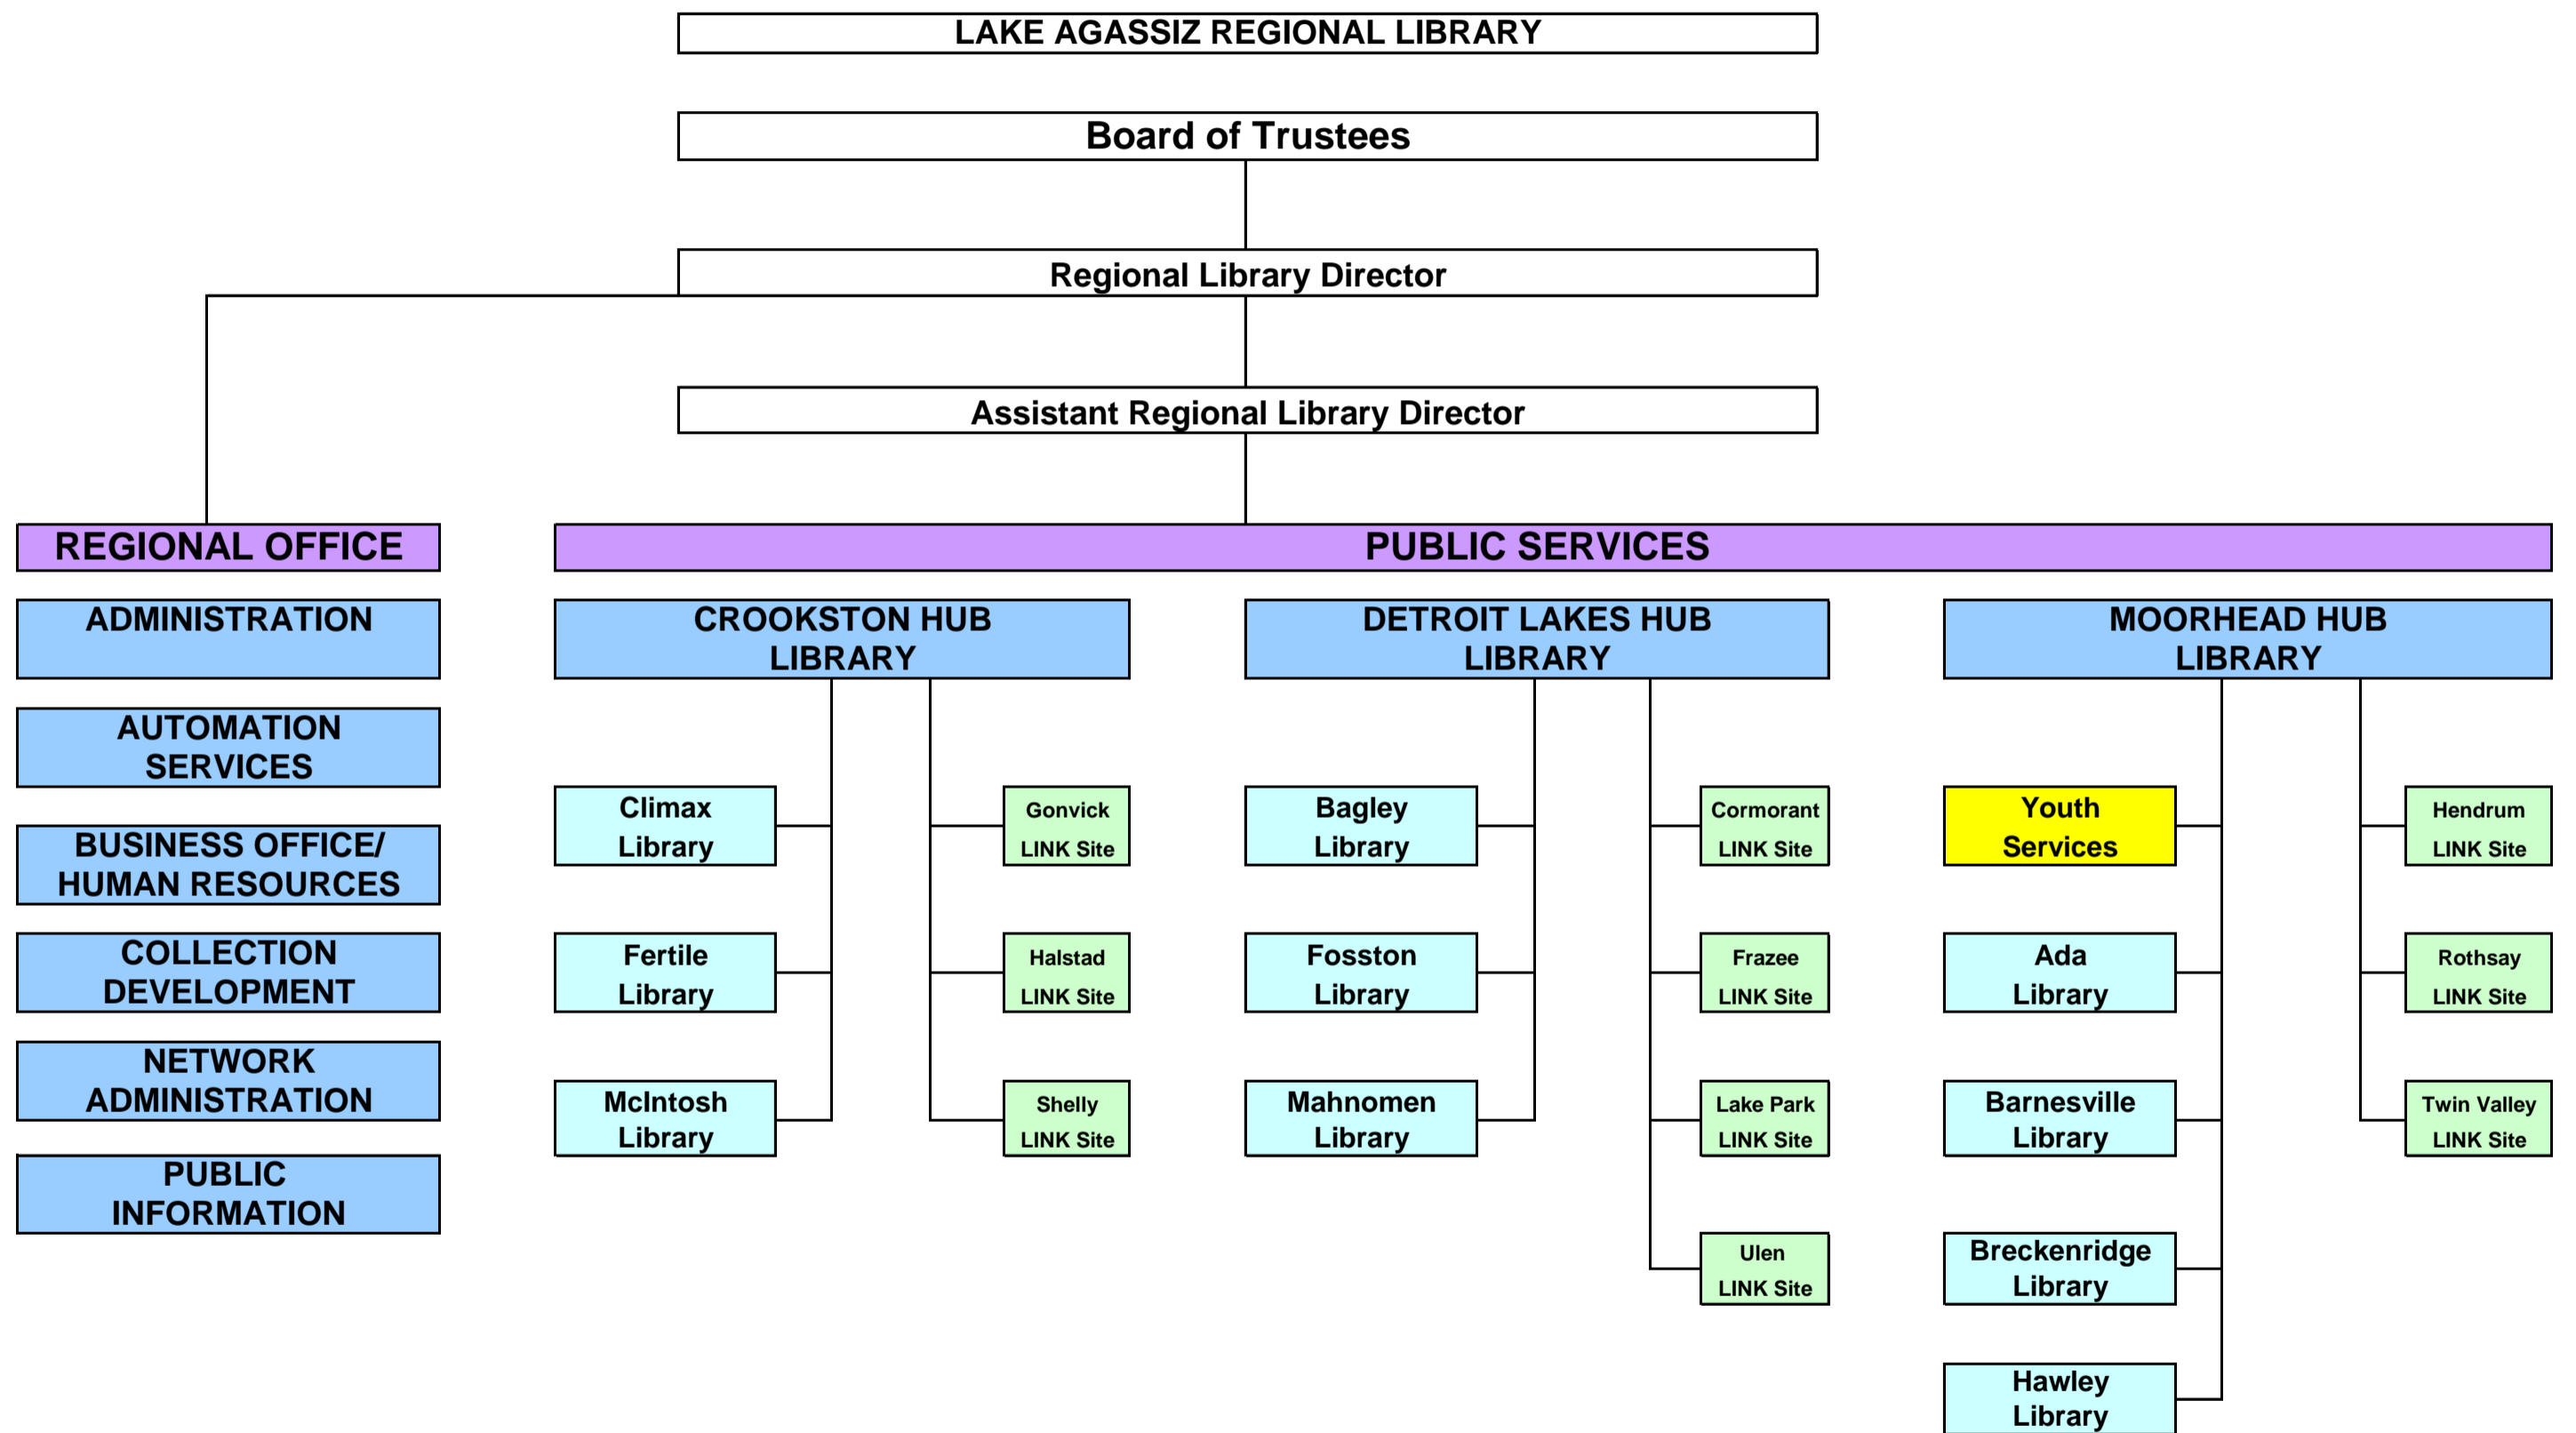 LAKE AGASSIZ REGIONAL LIBRARY
Board of Trustees
Regional Library Director
Assistant Regional Library Director
REGIONAL OFFICE
ADMINISTRATION
AUTOMATION
SERVICES
BUSINESS OFFICE/
HUMAN RESOURCES
COLLECTION
DEVELOPMENT
NETWORK
ADMINISTRATION
PUBLIC
INFORMATION
PUBLIC SERVICES
CROOKSTON HUB
LIBRARY
Climax
Library
Fertile
Library
McIntosh
Library
Gonvick
LINK Site
Halstad
LINK Site
Shelly
LINK Site
DETROIT LAKES HUB
LIBRARY
Bagley
Library
Fosston
Library
Mahnomen
Library
Cormorant
LINK Site
Frazee
LINK Site
Lake Park
LINK Site
Ulen
LINK Site
MOORHEAD HUB
LIBRARY
Youth
Services
Ada
Library
Barnesville
Library
Breckenridge
Library
Hawley
Library
Hendrum
LINK Site
Rothsay
LINK Site
Twin Valley
LINK Site